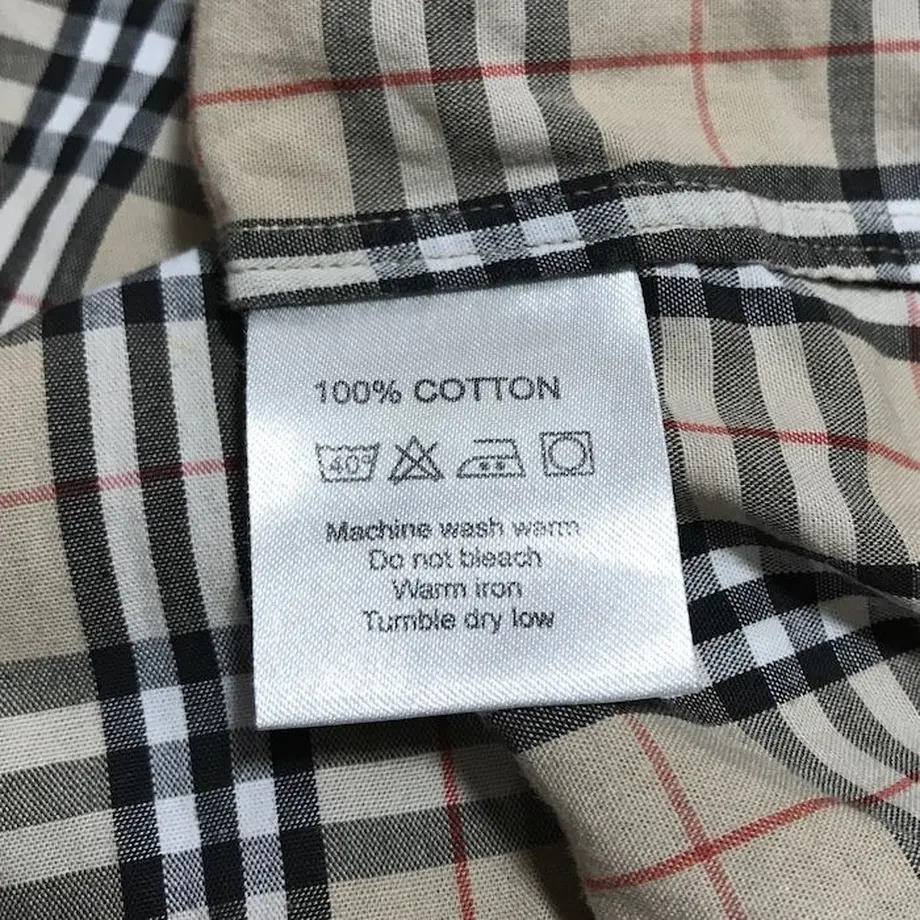 100% COTTON
40°
Machine wash warm
Do not bleach
Warm iron
Tumble dry low